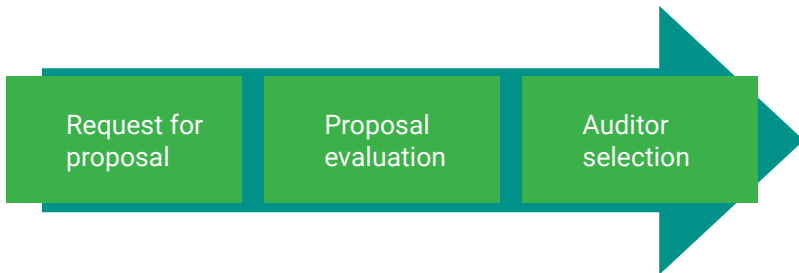 Request for
proposal
Proposal
evaluation
Auditor
selection